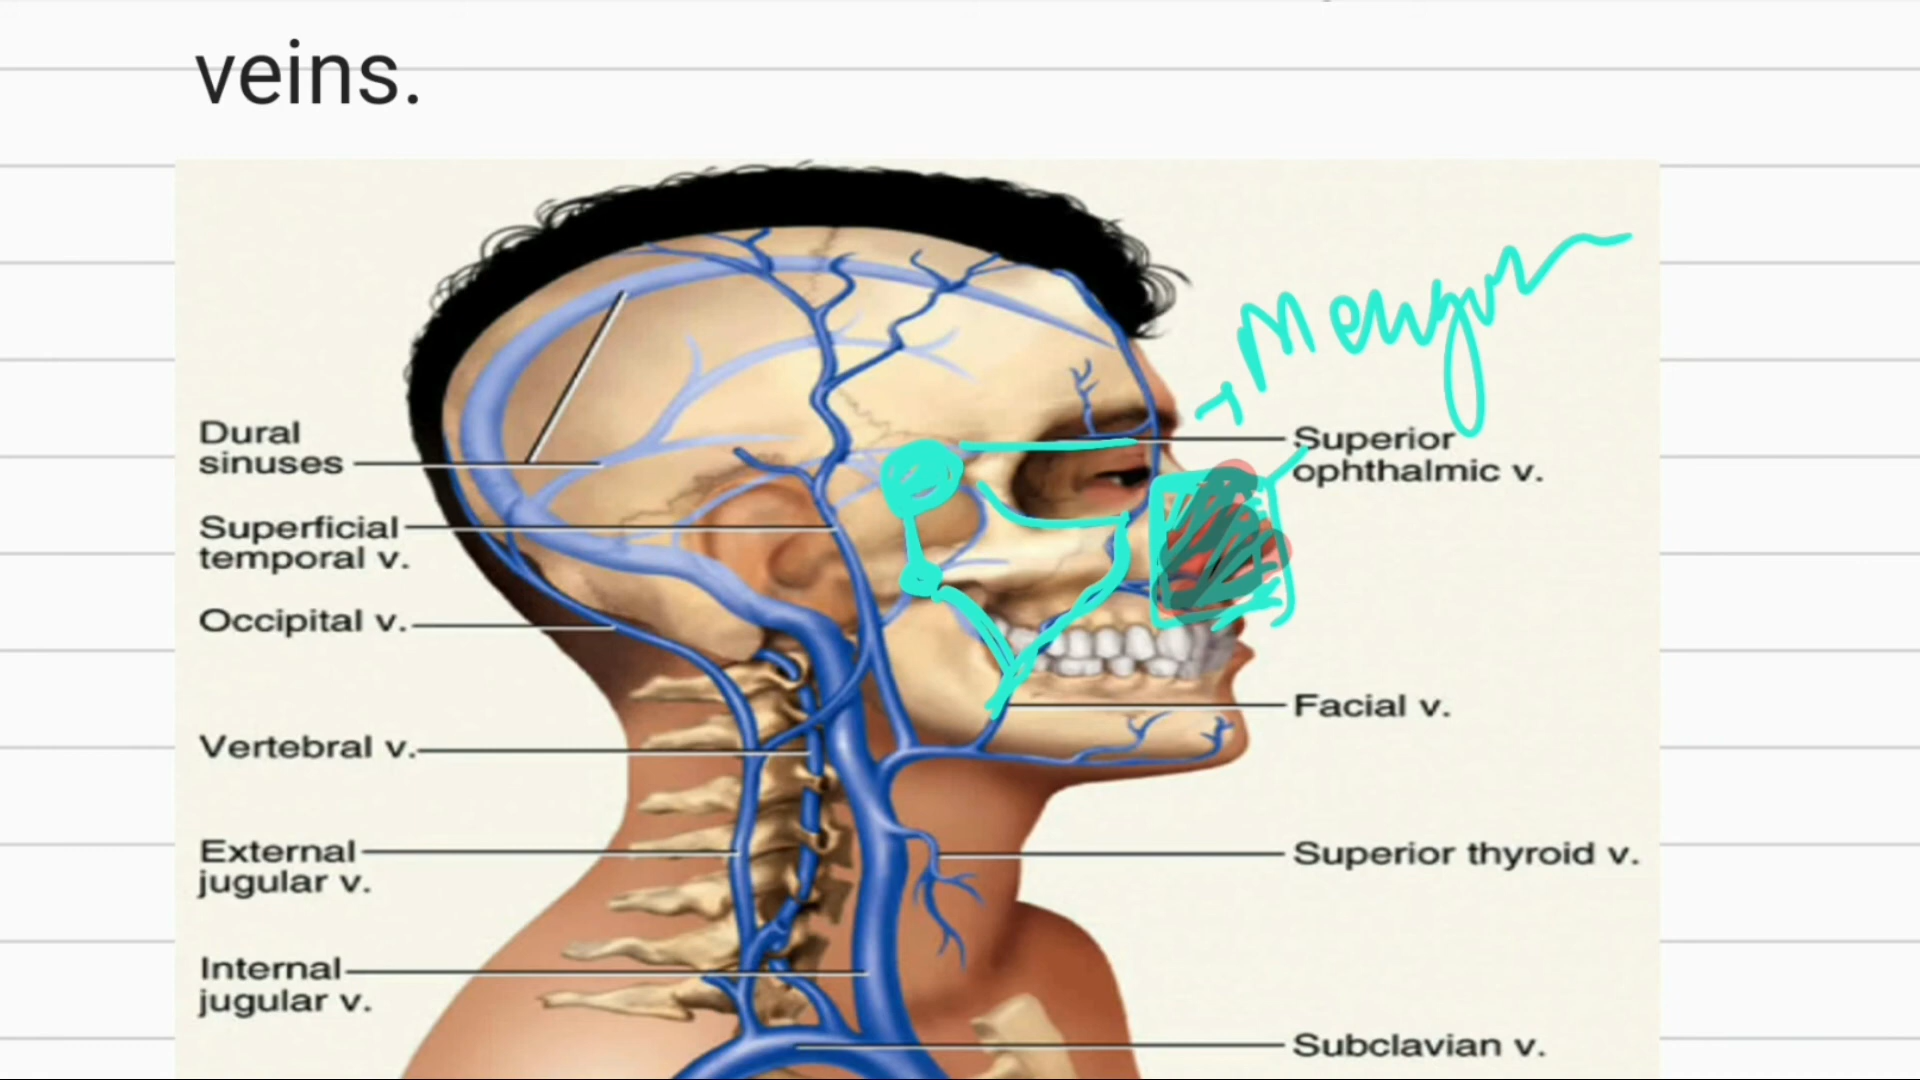 veins.
Dural
sinuses
Superficial
temporal v.
Occipital v.
Vertebral v.
External
jugular v.
Internal
jugular v.
Superior
ophthalmic v.
Facial v.
Superior thyroid v.
Subclavian v.